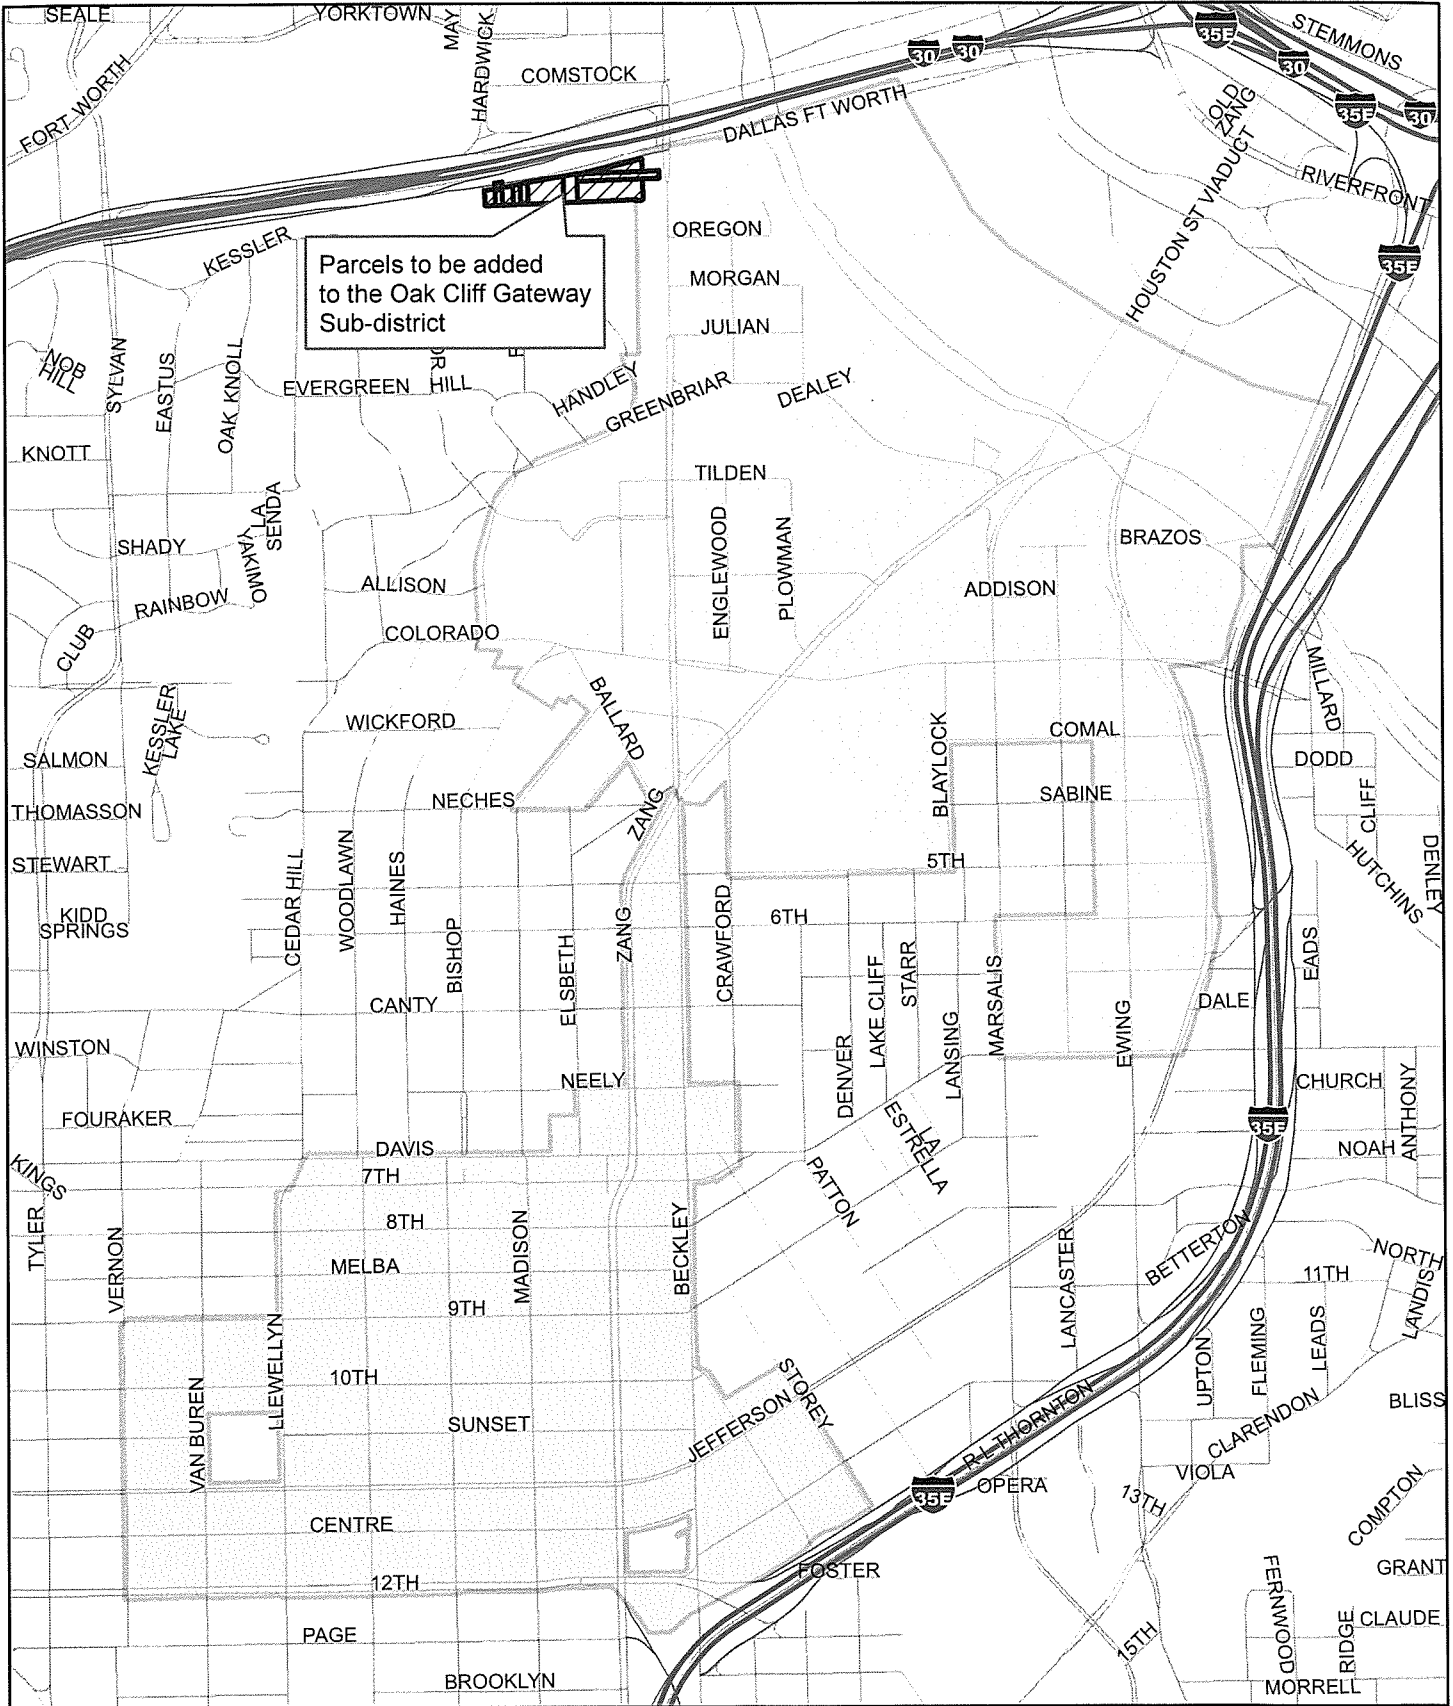 SEALE
YORKTOWN
MAY
HARDWICK
COMSTOCK
FORT WORTH
30
30
35E
STEMMONS
30
35E
30
OLD
ZANG
DALLAS FT WORTH
RIVERFRONT
HOUSTON ST VIADUCT
35E
KESSLER
OREGON
Parcels to be added
to the Oak Cliff Gateway
Sub-district
MORGAN
JULIAN
NOB
HILL
SYLVAN
EASTUS
OAK KNOLL
EVERGREEN
HILL
HANDLEY
GREENBRIAR
DEALEY
KNOTT
TILDEN
LA
SENDA
SHADY
YAKIMO
ENGLEWOOD
PLOWMAN
BRAZOS
ALLISON
ADDISON
RAINBOW
COLORADO
CLUB
MILLARD
BALLARD
KESSLER
LAKE
WICKFORD
BLAYLOCK
COMAL
SALMON
DODD
NECHES
SABINE
THOMASSON
ZANG
CLIFF
STEWART
5TH
HUTCHINS
DENLEY
CEDAR HILL
WOODLAWN
HAINES
KIDD
SPRINGS
6TH
BISHOP
ELSBETH
ZANG
CRAWFORD
LAKE CLIFF
STARR
MARSALIS
EADS
CANTY
DALE
WINSTON
DENVER
LANSING
EWING
NEELY
CHURCH
ANTHONY
FOURAKER
LA
ESTRELLA
35E
DAVIS
NOAH
KINGS
7TH
PATTON
8TH
TYLER
VERNON
MADISON
BECKLEY
MELBA
LANCASTER
BETTERTON
NORTH
11TH
LANDIS
9TH
LLEWELLYN
UPTON
FLEMING
LEADS
10TH
STOREY
VAN BUREN
SUNSET
JEFFERSON
BLISS
R L THORNTON
CLARENDON
VIOLA
OPERA
35E
13TH
COMPTON
CENTRE
FOSTER
GRANT
12TH
FERNWOOD
CLAUDE
RIDGE
PAGE
15TH
BROOKLYN
MORRELL